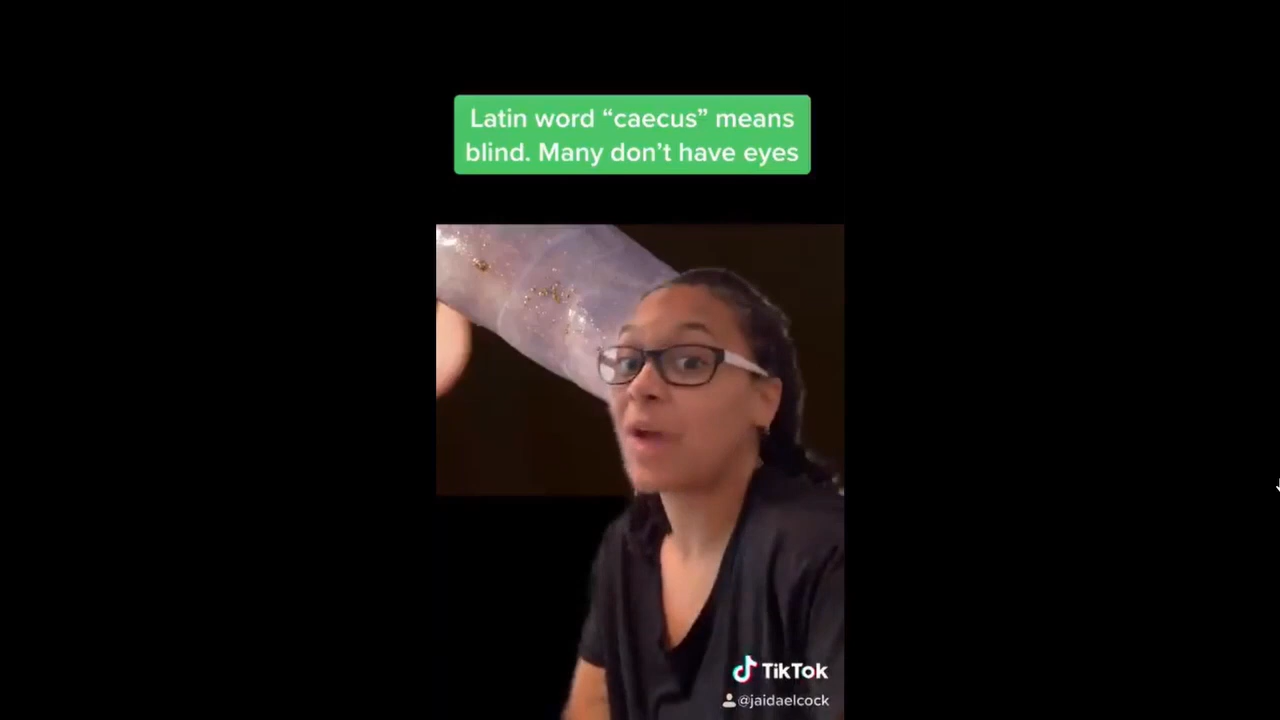 Latin word “caecus” means
blind. Many don’t have eyes
TikTok
@jaidaelcock